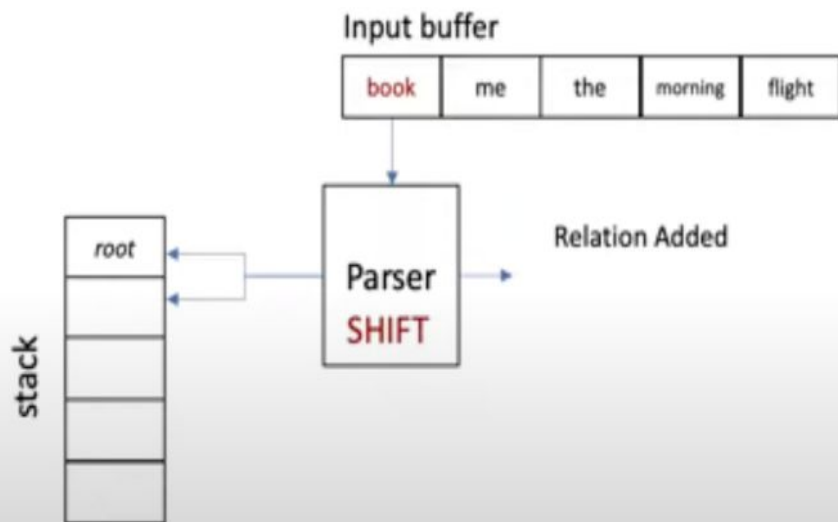 Input buffer
book me the morning flight
root
Parser
SHIFT
Relation Added
stack